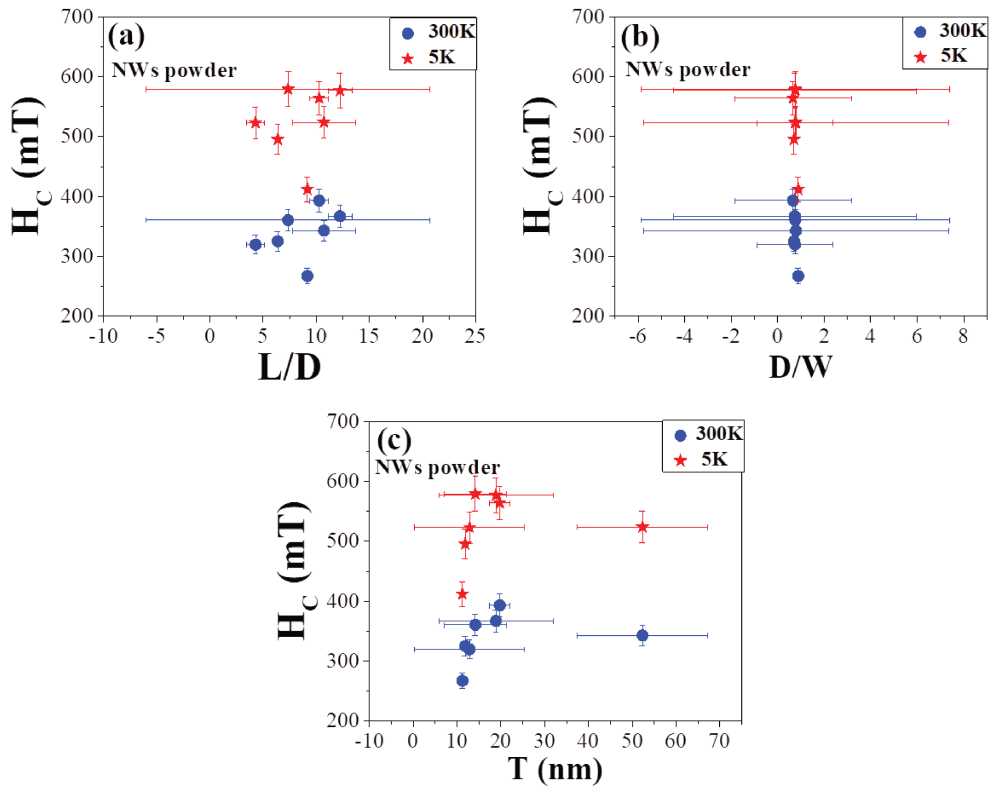 700
600
500
400
300
200
H_C (mT)
(a)
NWs powder
300K
5K
-10 -5 0 5 10 15 20 25
L/D
700
600
500
400
300
200
H_C (mT)
(b)
NWs powder
300K
5K
-6 -4 -2 0 2 4 6 8
D/W
700
600
500
400
300
200
H_C (mT)
(c)
NWs powder
300K
5K
-10 0 10 20 30 40 50 60 70
T (nm)